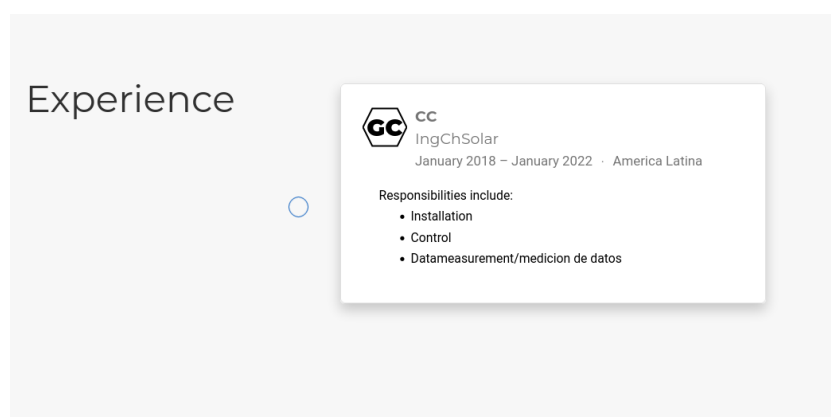 Experience
GC
CC
IngChSolar
January 2018 – January 2022 · America Latina
Responsibilities include:
• Installation
• Control
• Datameasurement/medicion de datos